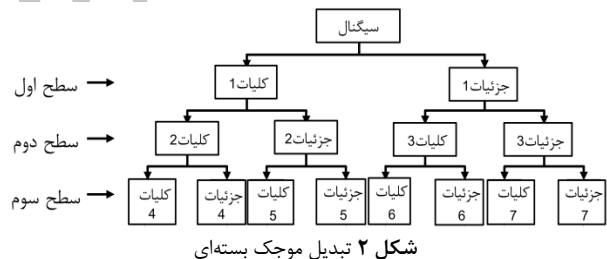 سیگنال
سطح اول جزئیات1 کلیات1
سطح دوم جزئیات3 کلیات3 جزئیات2 کلیات2
سطح سوم جزئیات 7 کلیات 7 جزئیات 6 کلیات 6 جزئیات 5 کلیات 5 جزئیات 4 کلیات 4
شکل ۲ تبدیل موجک بسته‌ای